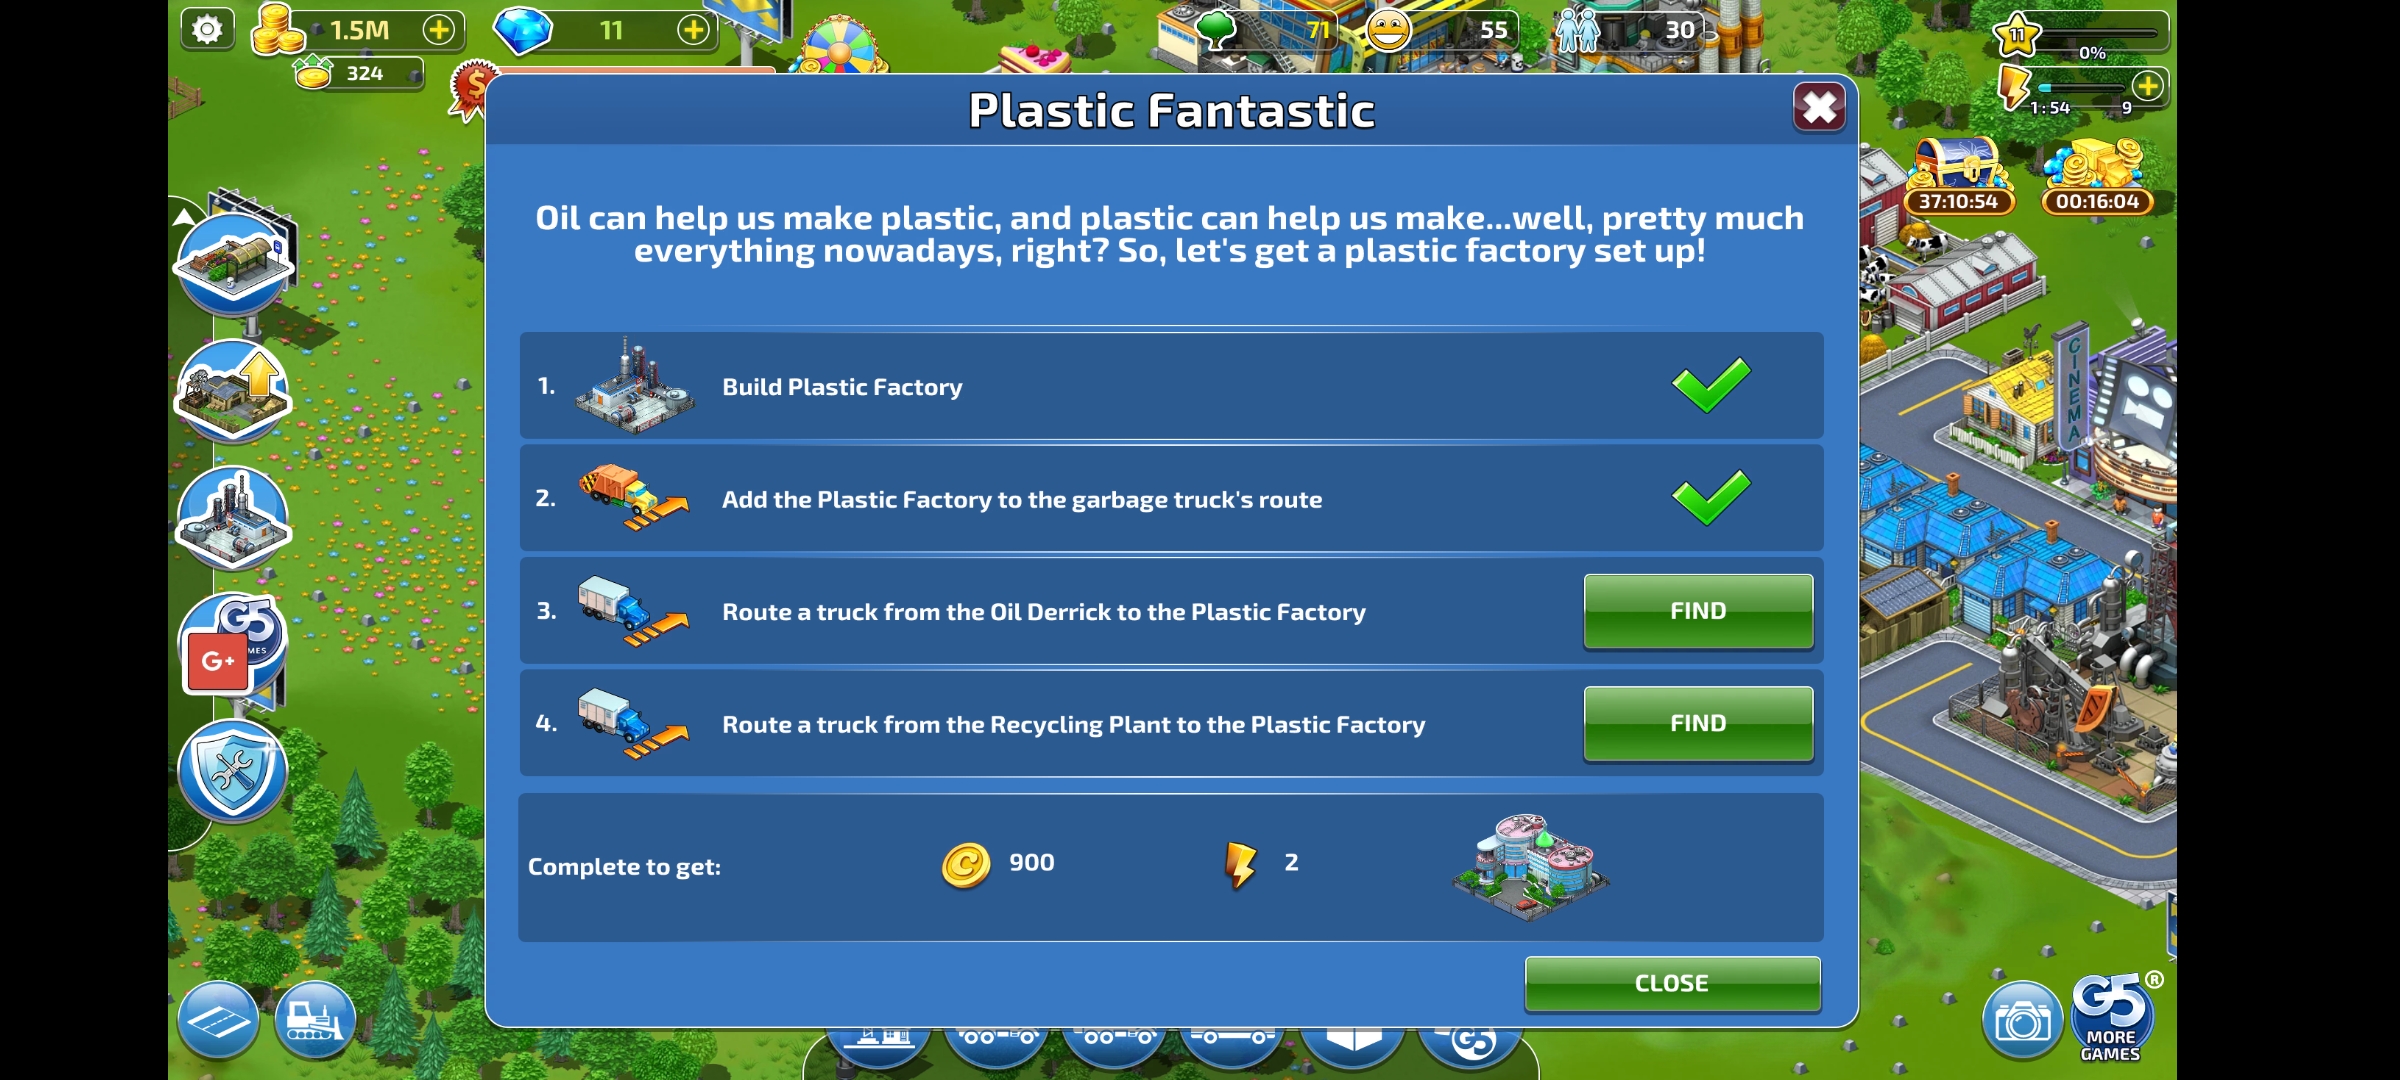 1.5M
11
71
55
30
11
0%
324
1:54
9
Plastic Fantastic
37:10:54
00:16:04
Oil can help us make plastic, and plastic can help us make...well, pretty much
everything nowadays, right? So, let's get a plastic factory set up!
CINEMA
1.
Build Plastic Factory
2.
Add the Plastic Factory to the garbage truck's route
3.
Route a truck from the Oil Derrick to the Plastic Factory
FIND
G5
MES
G+
4.
Route a truck from the Recycling Plant to the Plastic Factory
FIND
Complete to get:
900
2
CLOSE
G5
G5®
MORE
GAMES